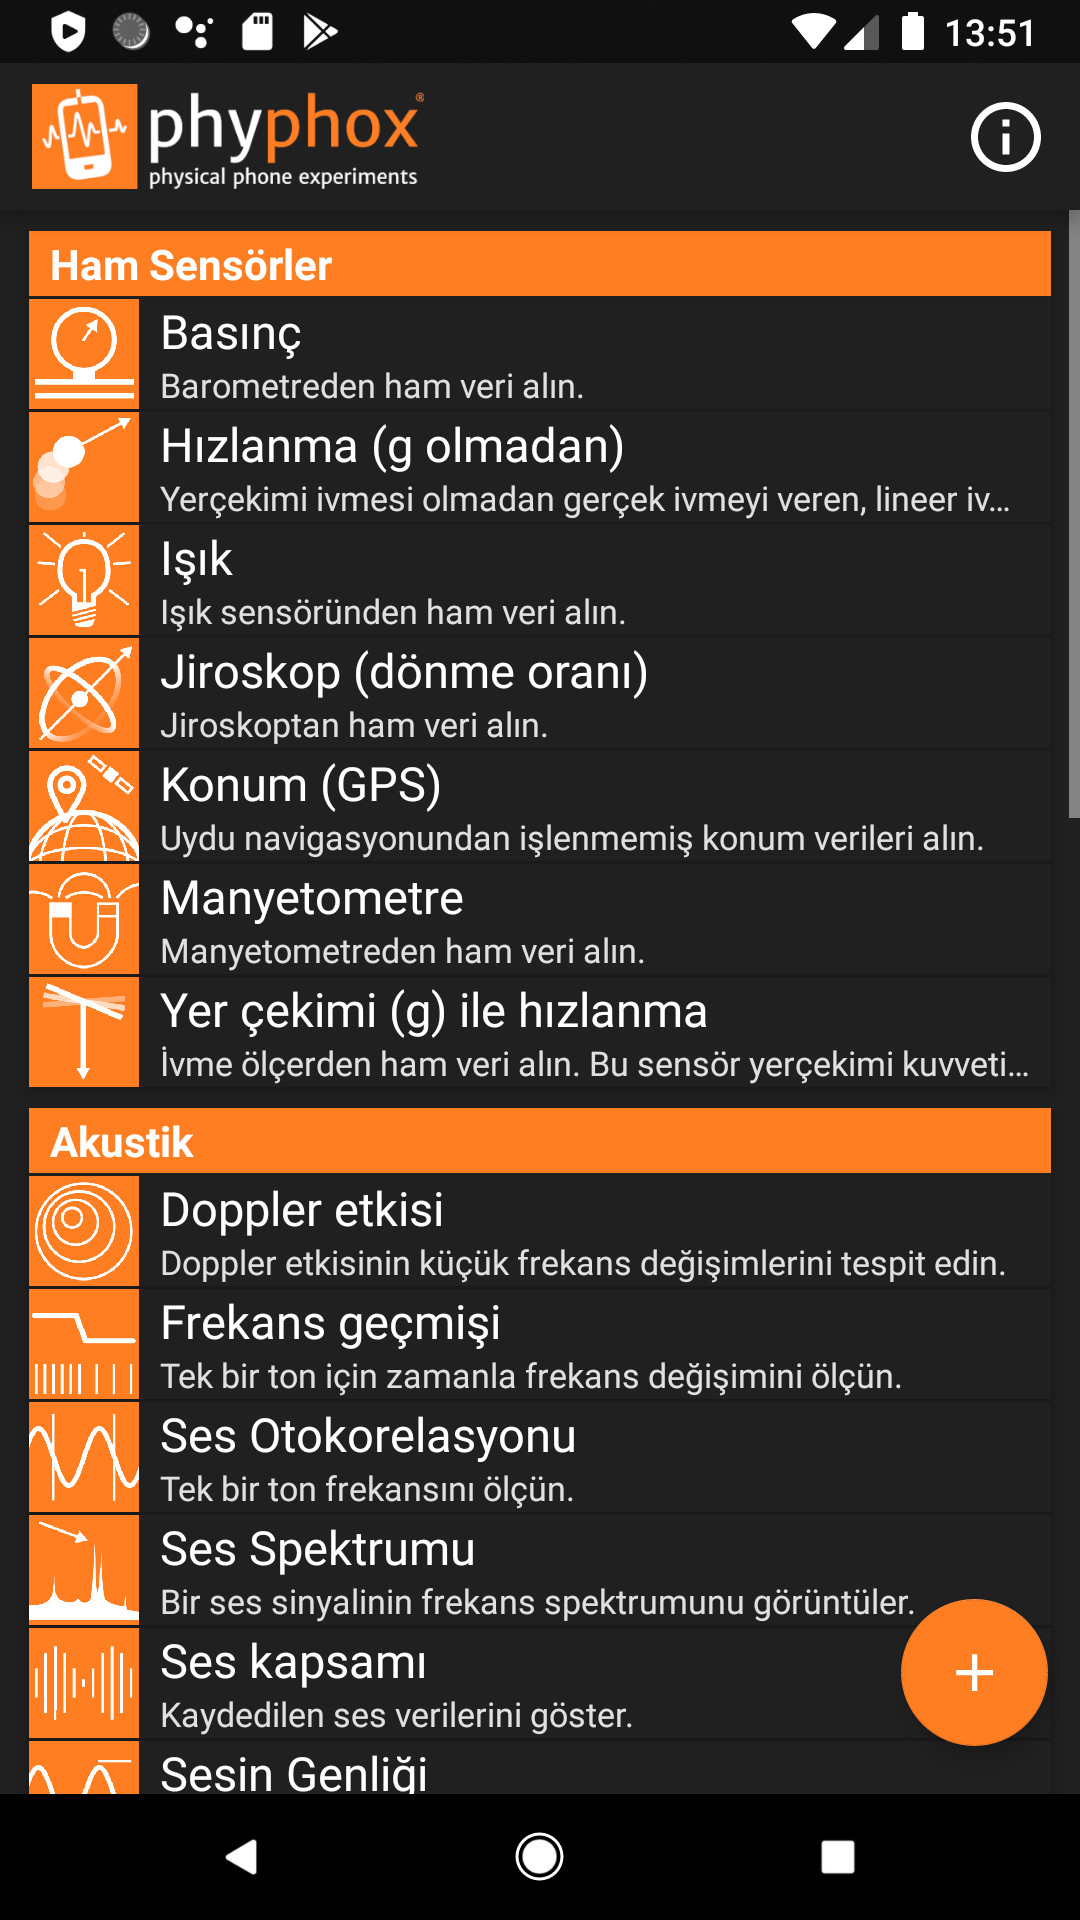 13:51
phyphox®
physical phone experiments
Ham Sensörler
Basınç
Barometreden ham veri alın.
Hızlanma (g olmadan)
Yerçekimi ivmesi olmadan gerçek ivmeyi veren, lineer iv...
Işık
Işık sensöründen ham veri alın.
Jiroskop (dönme oranı)
Jiroskoptan ham veri alın.
Konum (GPS)
Uydu navigasyonundan işlenmemiş konum verileri alın.
Manyetometre
Manyetometreden ham veri alın.
Yer çekimi (g) ile hızlanma
İvme ölçerden ham veri alın. Bu sensör yerçekimi kuvveti...
Akustik
Doppler etkisi
Doppler etkisinin küçük frekans değişimlerini tespit edin.
Frekans geçmişi
Tek bir ton için zamanla frekans değişimini ölçün.
Ses Otokorelasyonu
Tek bir ton frekansını ölçün.
Ses Spektrumu
Bir ses sinyalinin frekans spektrumunu görüntüler.
Ses kapsamı
Kaydedilen ses verilerini göster.
Sesin Genliği